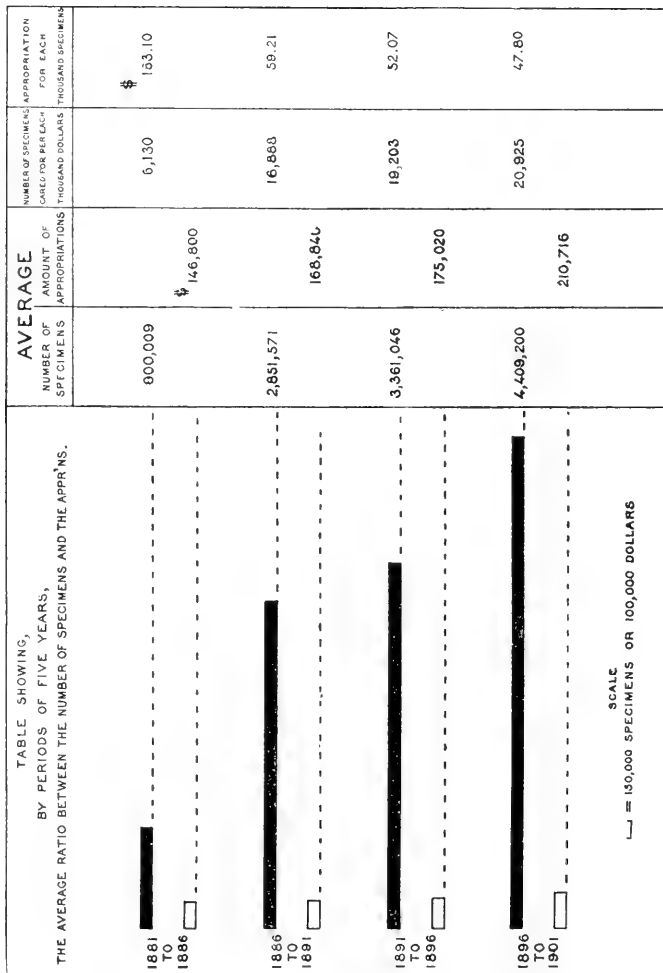 TABLE SHOWING,
BY PERIODS OF FIVE YEARS,
THE AVERAGE RATIO BETWEEN THE NUMBER OF SPECIMENS AND THE APPR'NS.
AVERAGE
NUMBER OF
SPECIMENS
AMOUNT OF
APPROPRIATIONS
NUMBER OF SPECIMENS
CARED FOR PER EACH
THOUSAND DOLLARS
APPROPRIATION
FOR EACH
THOUSAND SPECIMENS
1881
TO
1886
900,009
$ 146,800
6,130
$ 163.10
1886
TO
1891
2,851,571
168,846
16,888
59.21
1891
TO
1896
3,361,046
175,020
19,203
52.07
1896
TO
1901
4,409,200
210,716
20,925
47.80
SCALE
= 150,000 SPECIMENS OR 100,000 DOLLARS